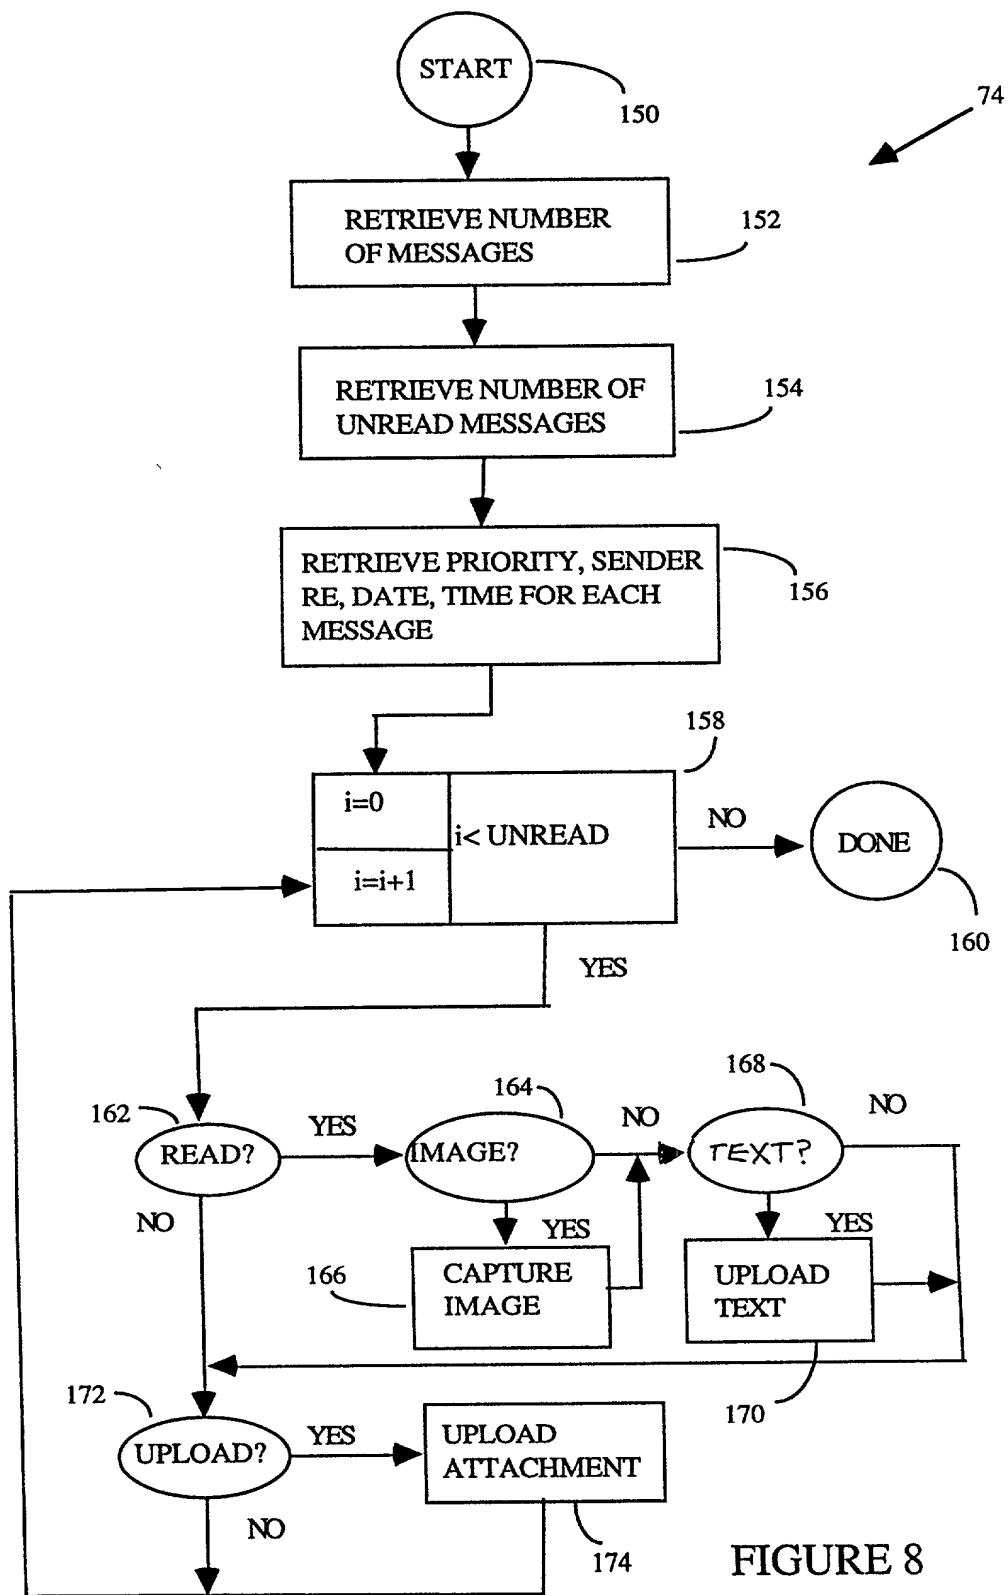 START
150
74
RETRIEVE NUMBER
OF MESSAGES
152
RETRIEVE NUMBER OF
UNREAD MESSAGES
154
RETRIEVE PRIORITY, SENDER
RE, DATE, TIME FOR EACH
MESSAGE
156
158
i=0
i< UNREAD
i=i+1
NO
DONE
160
YES
162
READ?
YES
164
IMAGE?
NO
168
TEXT?
NO
NO
YES
YES
166
CAPTURE
IMAGE
UPLOAD
TEXT
170
172
UPLOAD?
YES
UPLOAD
ATTACHMENT
NO
174
FIGURE 8